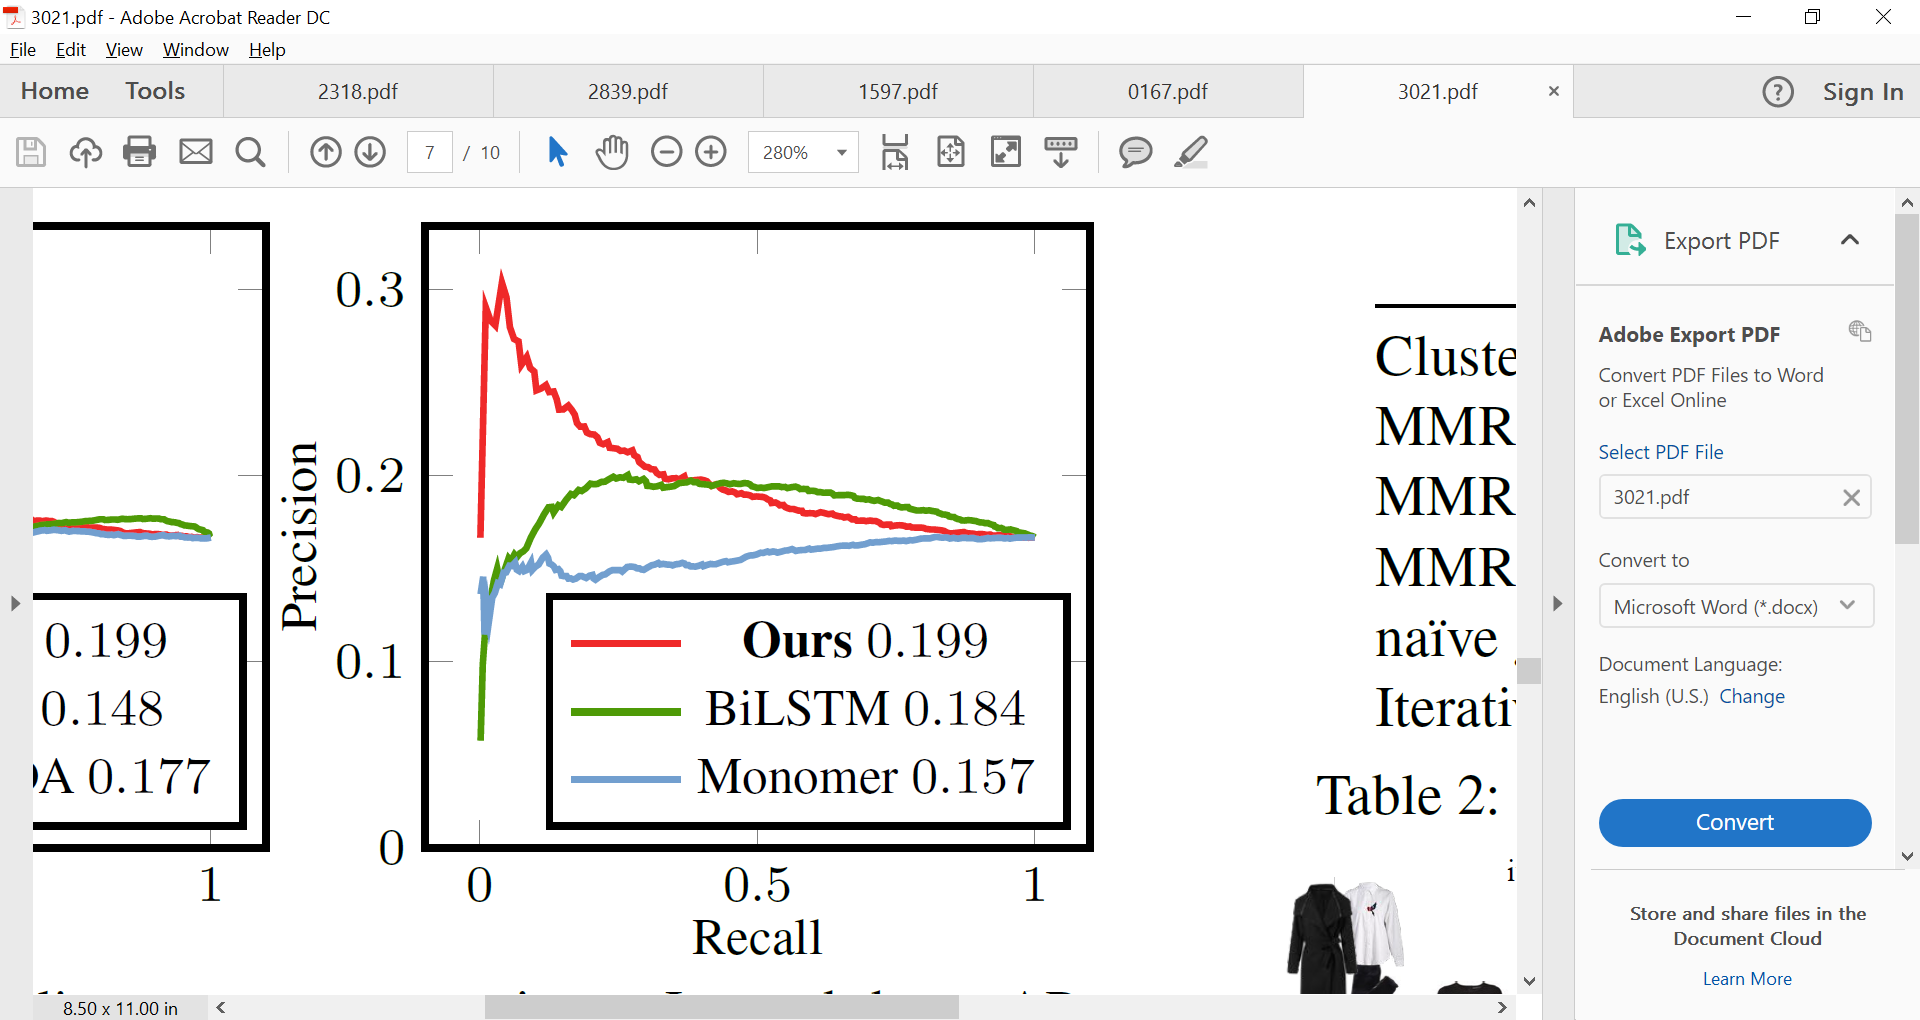 3021.pdf - Adobe Acrobat Reader DC
File Edit View Window Help
Home Tools 2318.pdf 2839.pdf 1597.pdf 0167.pdf 3021.pdf Sign In
7 / 10 280%
0.199
0.148
A 0.177
1
Precision
0.3
0.2
0.1
0
Ours 0.199
BiLSTM 0.184
Monomer 0.157
0 0.5 1
Recall
Cluste
MMR
MMR
MMR
naïve
Iterati
Table 2:
i
8.50 x 11.00 in
Export PDF
Adobe Export PDF
Convert PDF Files to Word
or Excel Online
Select PDF File
3021.pdf
Convert to
Microsoft Word (*.docx)
Document Language:
English (U.S.) Change
Convert
Store and share files in the
Document Cloud
Learn More